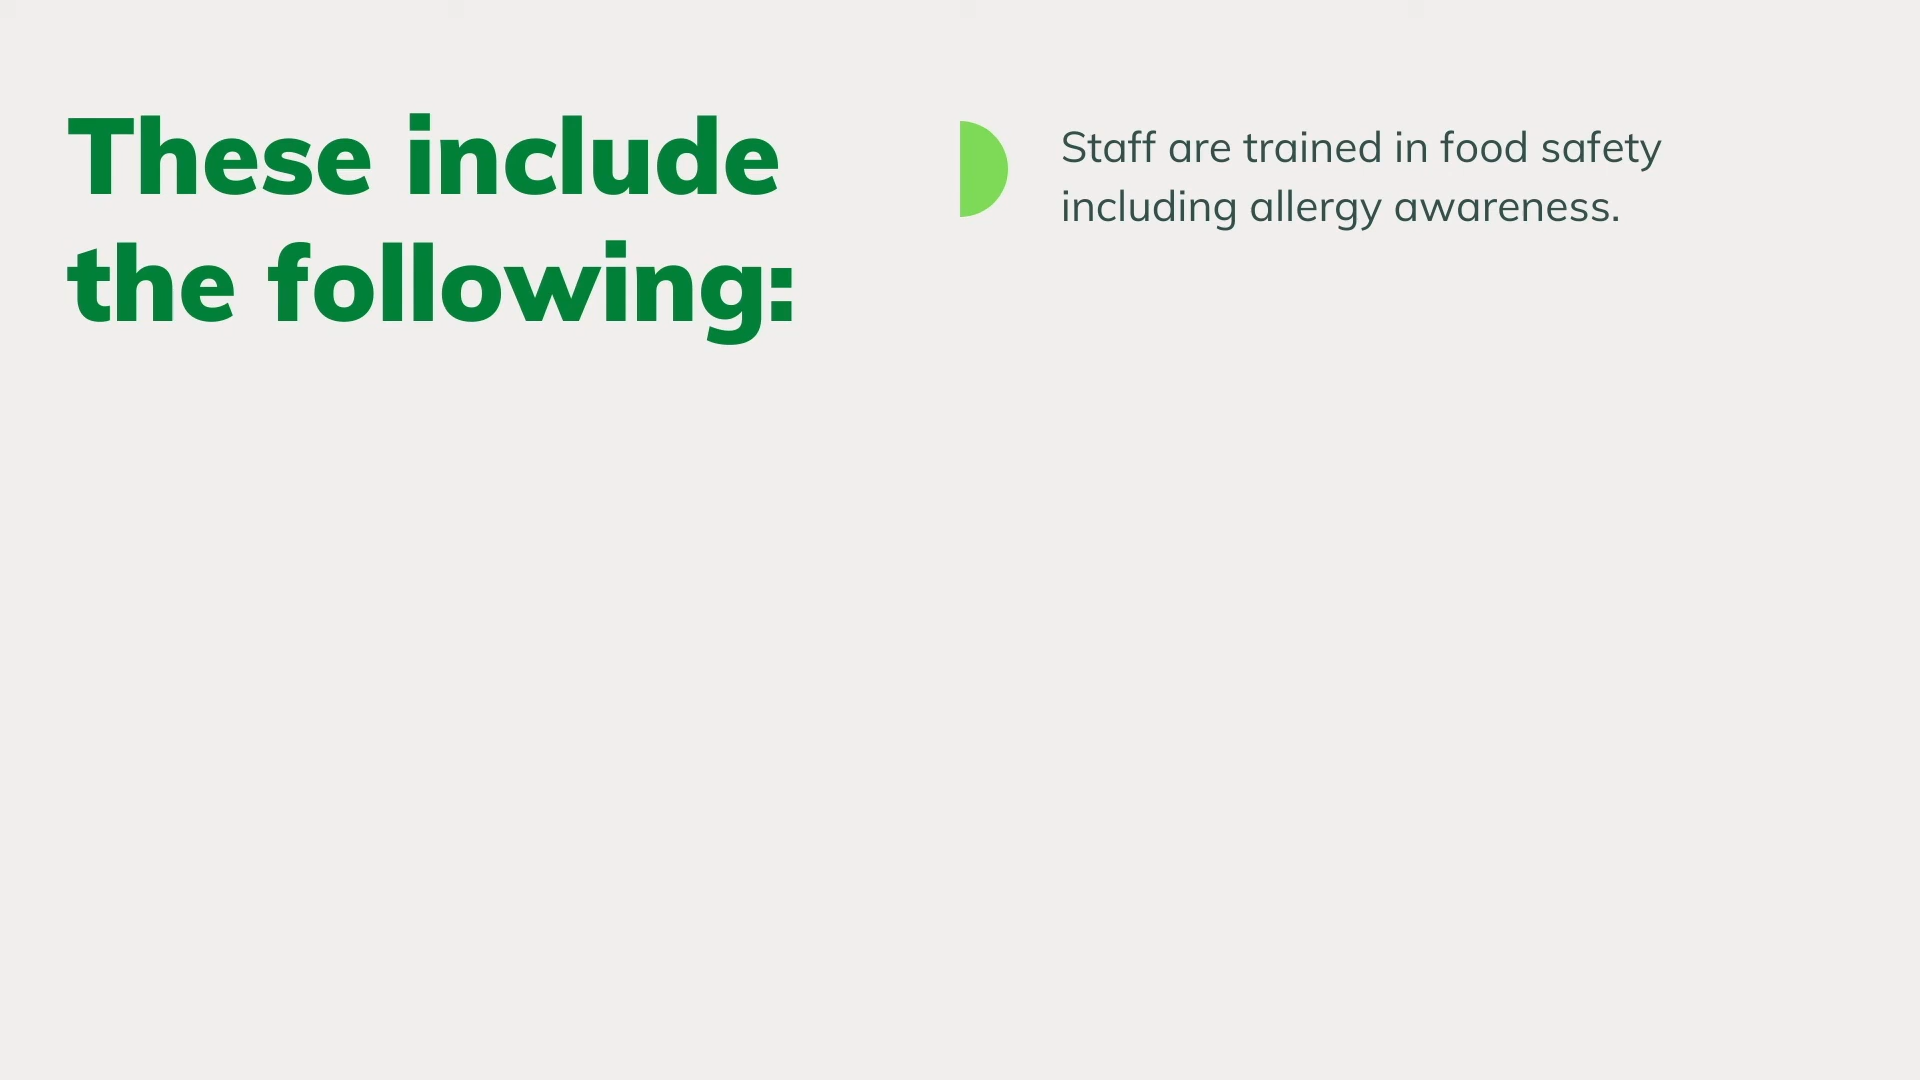 These include
the following:
Staff are trained in food safety
including allergy awareness.